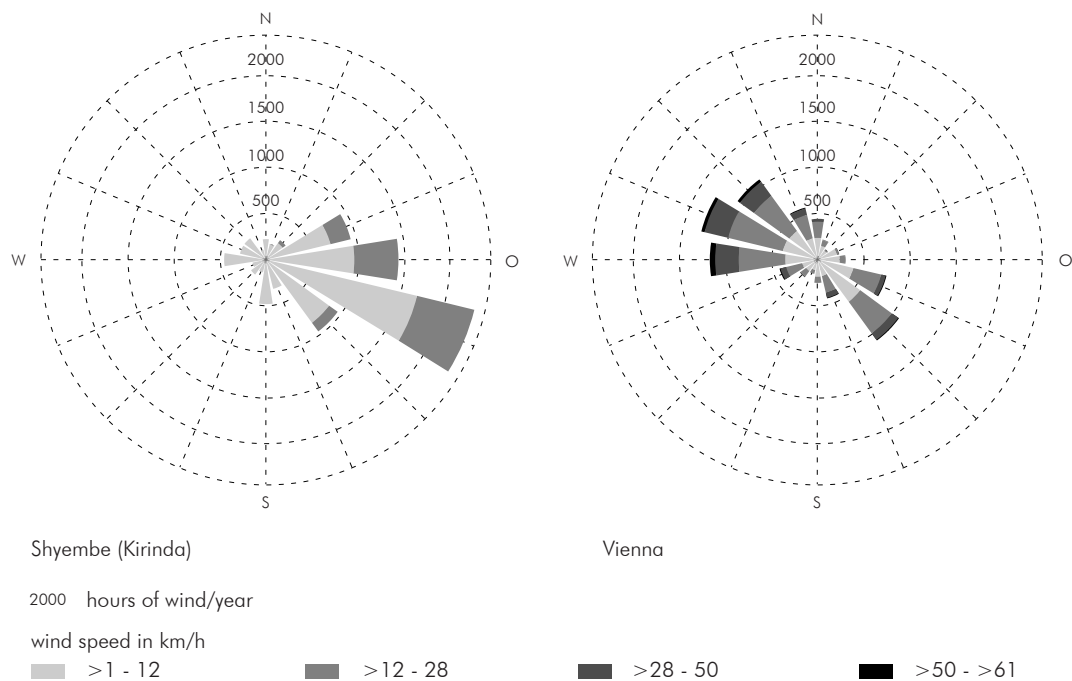 N N
2000 2000
1500 1500
1000 1000
500 500
W O W O
S S
Shyembe (Kirinda) Vienna
2000 hours of wind/year
wind speed in km/h
>1 - 12 >12 - 28 >28 - 50 >50 - >61